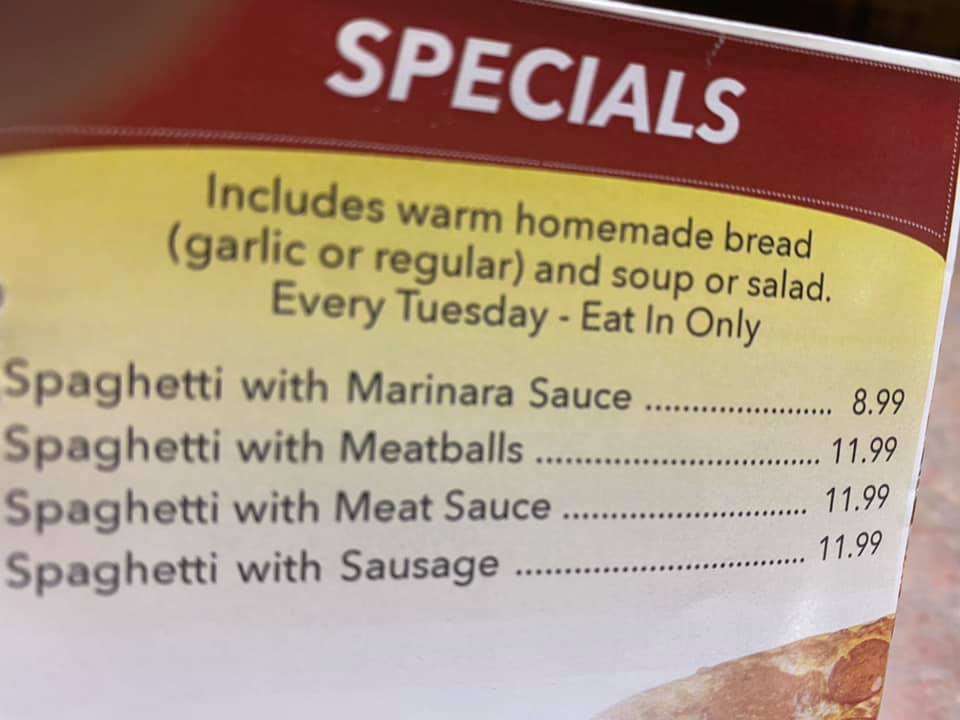 SPECIALS
Includes warm homemade bread
(garlic or regular) and soup or salad.
Every Tuesday - Eat In Only
Spaghetti with Marinara Sauce ...................... 8.99
Spaghetti with Meatballs ................................. 11.99
Spaghetti with Meat Sauce ............................ 11.99
Spaghetti with Sausage .................................. 11.99